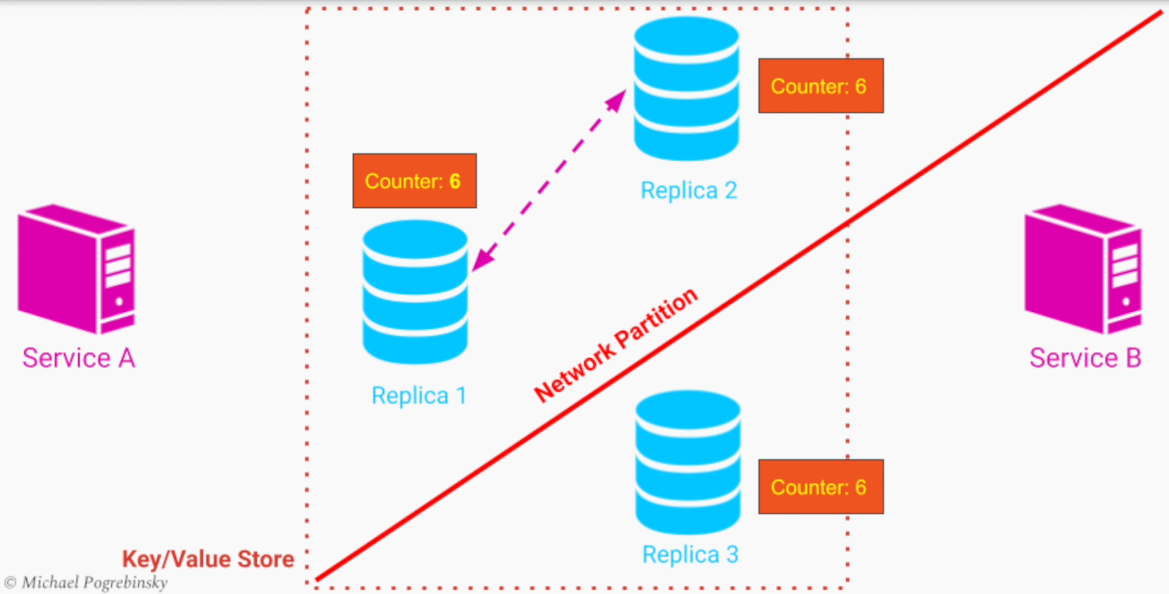 Counter: 6
Counter: 6
Replica 2
Service A
Service B
Network Partition
Replica 1
Counter: 6
Replica 3
Key/Value Store
© Michael Pogrebinsky